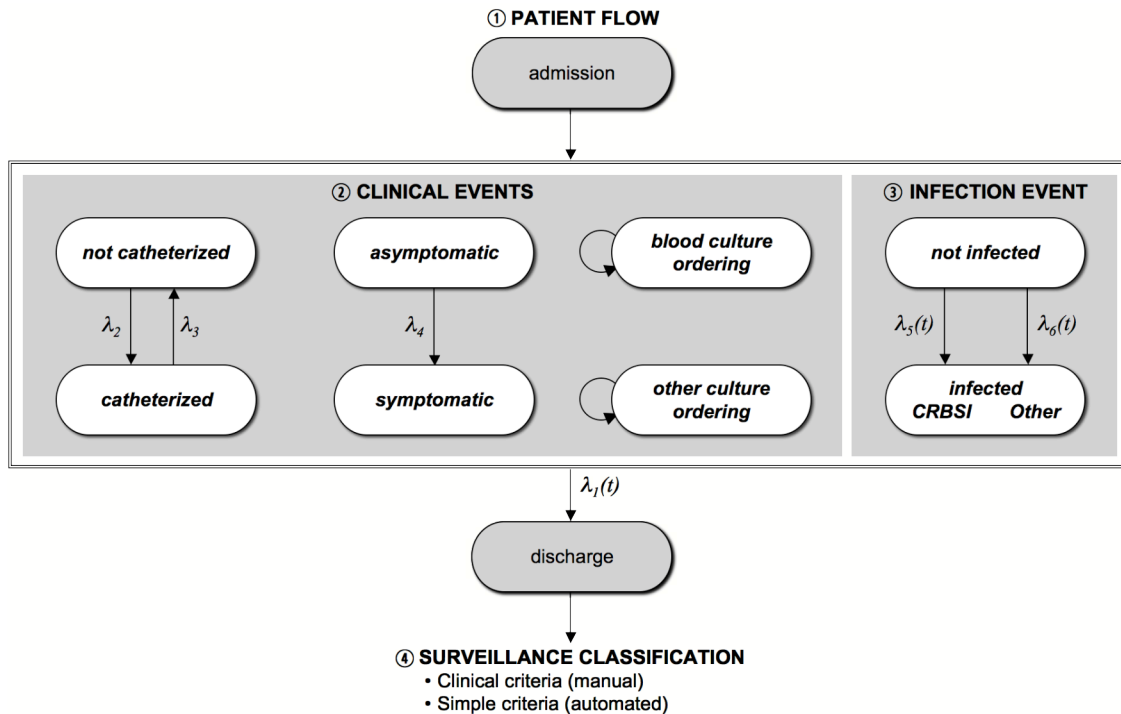 ① PATIENT FLOW
admission
② CLINICAL EVENTS
③ INFECTION EVENT
not catheterized
asymptomatic
blood culture
ordering
not infected
λ2
λ3
λ4
λ5(t)
λ6(t)
catheterized
symptomatic
other culture
ordering
infected
CRBSI Other
λ1(t)
discharge
④ SURVEILLANCE CLASSIFICATION
• Clinical criteria (manual)
• Simple criteria (automated)